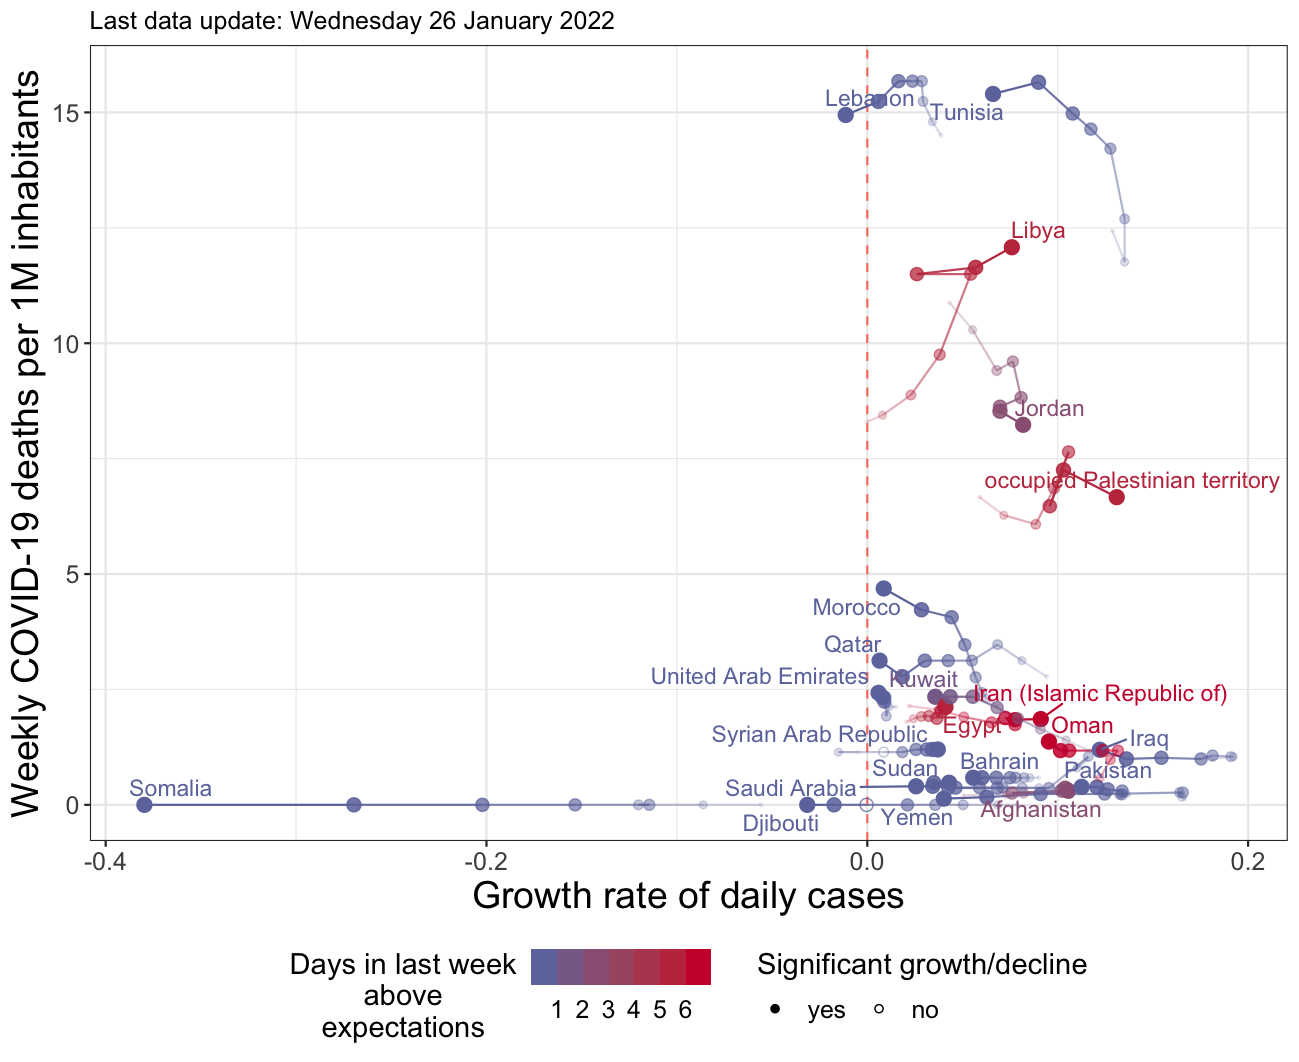 Last data update: Wednesday 26 January 2022
Weekly COVID-19 deaths per 1M inhabitants
15
10
5
0
Lebanon
Tunisia
Libya
Jordan
occupied Palestinian territory
Morocco
Qatar
United Arab Emirates
Kuwait
Iran (Islamic Republic of)
Egypt
Oman
Syrian Arab Republic
Iraq
Bahrain
Sudan
Pakistan
Somalia
Saudi Arabia
Afghanistan
Djibouti
Yemen
-0.4
-0.2
0.0
0.2
Growth rate of daily cases
Days in last week
above
expectations
1 2 3 4 5 6
Significant growth/decline
yes
no